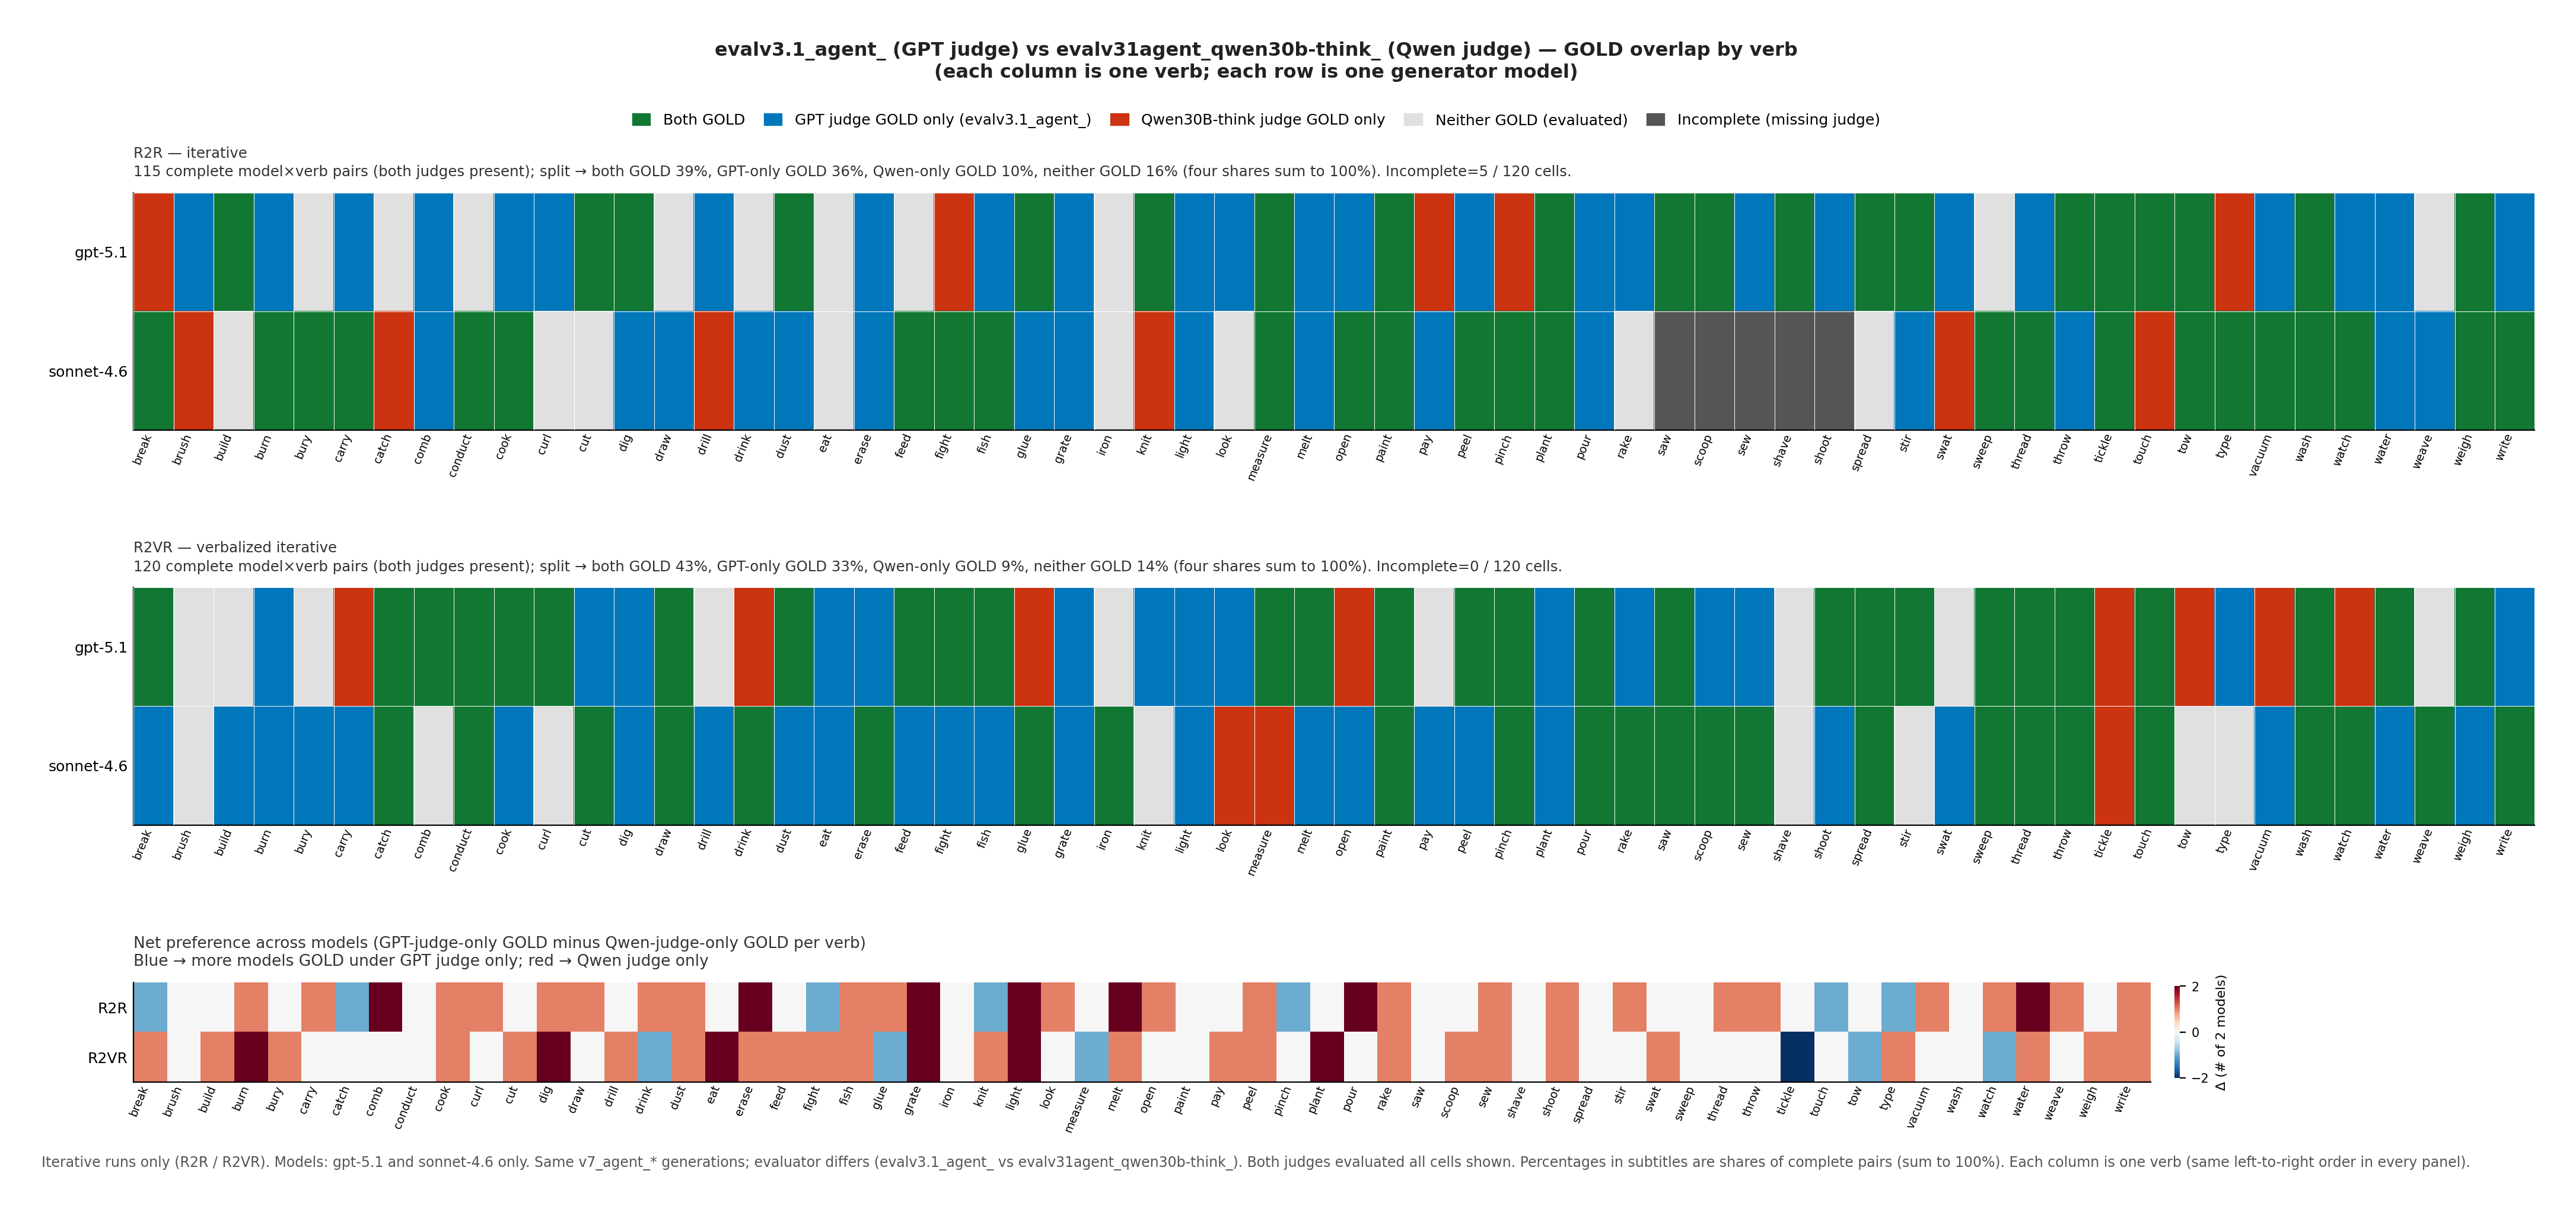 evalv3.1_agent_ (GPT judge) vs evalv31agent_qwen30b-think_ (Qwen judge) — GOLD overlap by verb
(each column is one verb; each row is one generator model)
Both GOLD GPT judge GOLD only (evalv3.1_agent_) Qwen30B-think judge GOLD only Neither GOLD (evaluated) Incomplete (missing judge)
R2R — iterative
115 complete model×verb pairs (both judges present); split → both GOLD 39%, GPT-only GOLD 36%, Qwen-only GOLD 10%, neither GOLD 16% (four shares sum to 100%). Incomplete=5 / 120 cells.
gpt-5.1
sonnet-4.6
break brush build burn bury carry catch comb conduct cook curl cut dig draw drill drink dust eat erase feed fight fish glue grate iron knit light look measure melt open paint pay peel pinch plant pour rake saw scoop sew shave shoot spread stir swat sweep thread throw tickle touch tow type vacuum wash watch water weave weigh write
R2VR — verbalized iterative
120 complete model×verb pairs (both judges present); split → both GOLD 43%, GPT-only GOLD 33%, Qwen-only GOLD 9%, neither GOLD 14% (four shares sum to 100%). Incomplete=0 / 120 cells.
gpt-5.1
sonnet-4.6
break brush build burn bury carry catch comb conduct cook curl cut dig draw drill drink dust eat erase feed fight fish glue grate iron knit light look measure melt open paint pay peel pinch plant pour rake saw scoop sew shave shoot spread stir swat sweep thread throw tickle touch tow type vacuum wash watch water weave weigh write
Net preference across models (GPT-judge-only GOLD minus Qwen-judge-only GOLD per verb)
Blue → more models GOLD under GPT judge only; red → Qwen judge only
R2R
R2VR
2
0
−2
Δ (# of 2 models)
break brush build burn bury carry catch comb conduct cook curl cut dig draw drill drink dust eat erase feed fight fish glue grate iron knit light look measure melt open paint pay peel pinch plant pour rake saw scoop sew shave shoot spread stir swat sweep thread throw tickle touch tow type vacuum wash watch water weave weigh write
Iterative runs only (R2R / R2VR). Models: gpt-5.1 and sonnet-4.6 only. Same v7_agent_* generations; evaluator differs (evalv3.1_agent_ vs evalv31agent_qwen30b-think_). Both judges evaluated all cells shown. Percentages in subtitles are shares of complete pairs (sum to 100%). Each column is one verb (same left-to-right order in every panel).